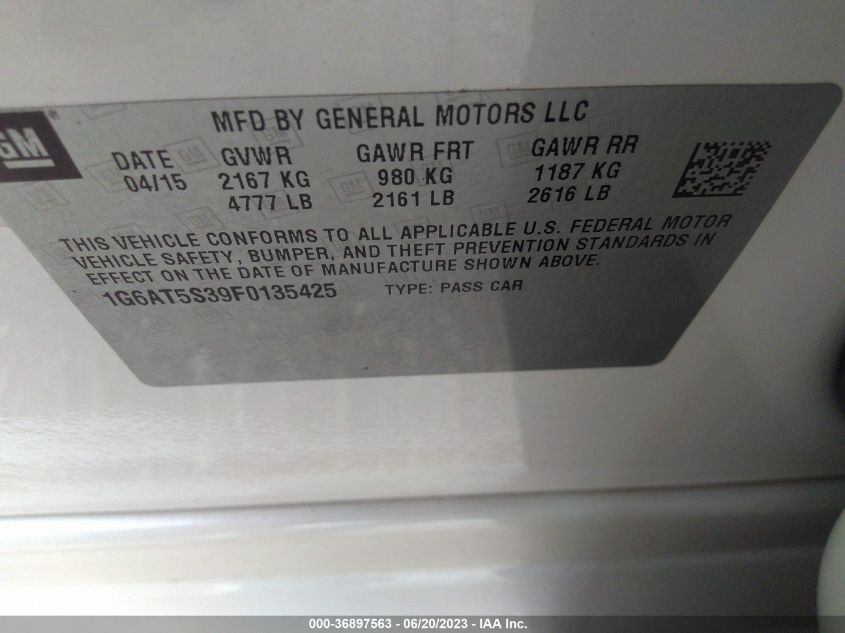 GM
MFD BY GENERAL MOTORS LLC
DATE GVWR GAWR FRT GAWR RR
04/15 2167 KG 980 KG 1187 KG
4777 LB 2161 LB 2616 LB
THIS VEHICLE CONFORMS TO ALL APPLICABLE U.S. FEDERAL MOTOR
VEHICLE SAFETY, BUMPER, AND THEFT PREVENTION STANDARDS IN
EFFECT ON THE DATE OF MANUFACTURE SHOWN ABOVE.
1G6AT5S39F0135425 TYPE: PASS CAR
000-36897563 - 06/20/2023 - IAA Inc.